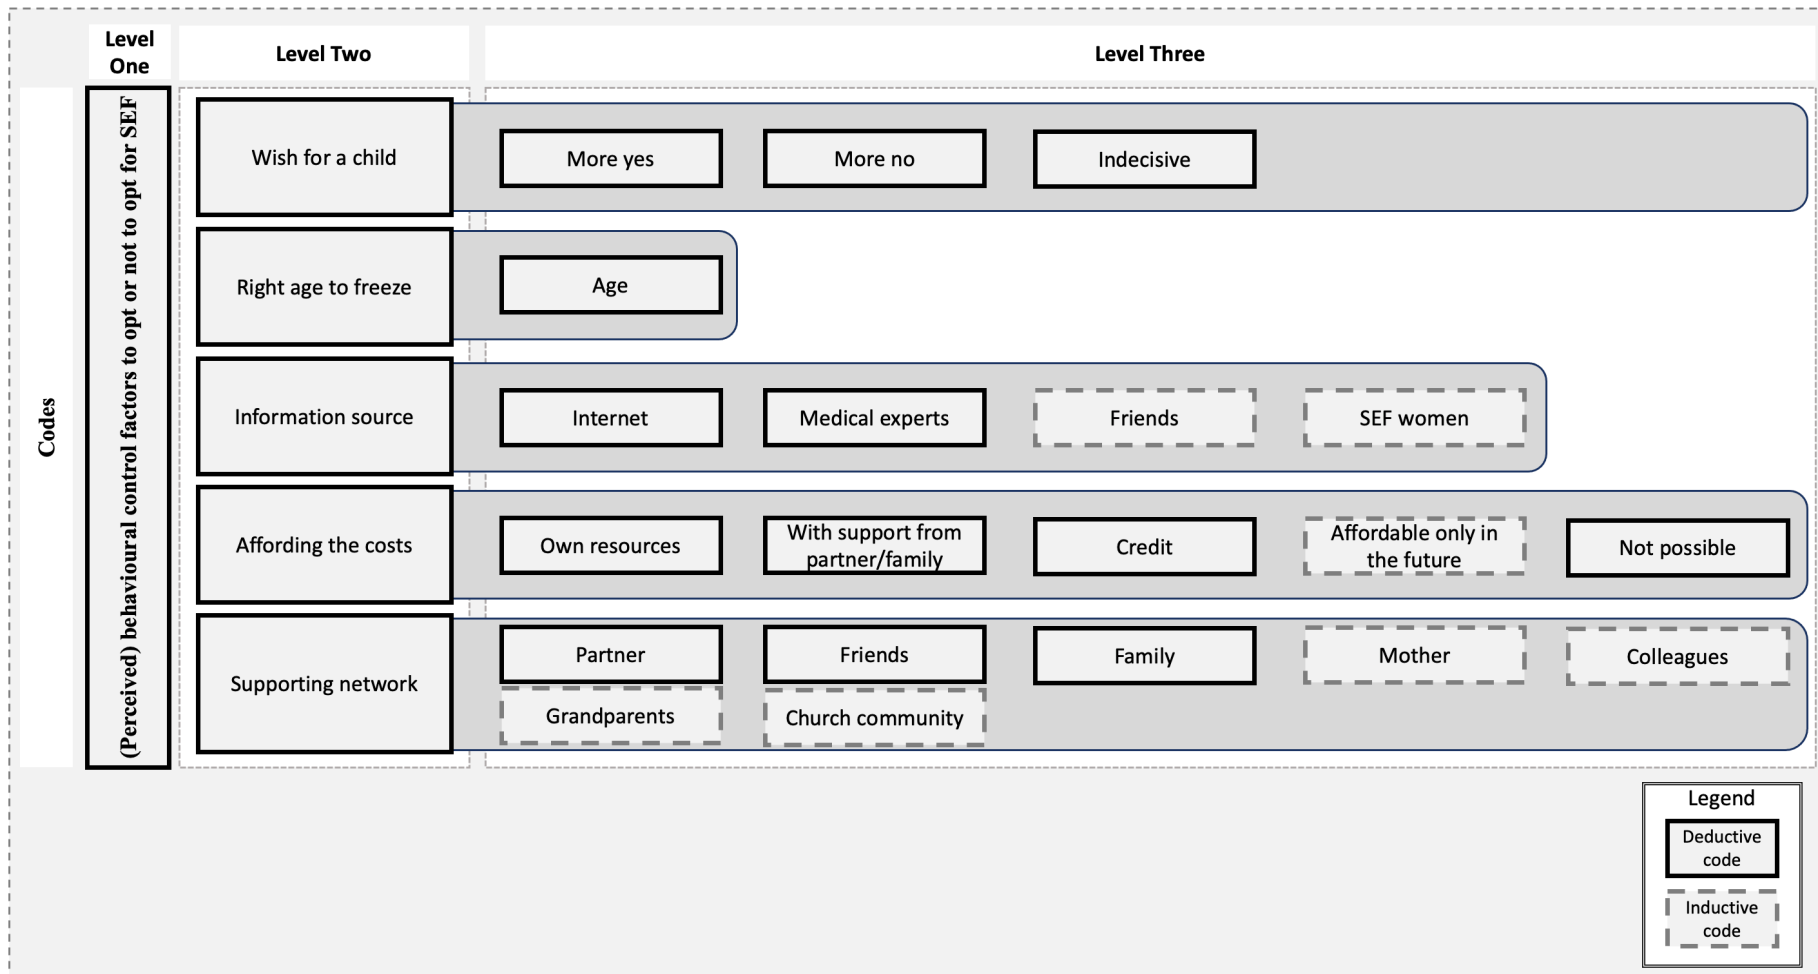 Level
One
Level Two
Level Three
Codes
(Perceived) behavioural control factors to opt or not to opt for SEF
Wish for a child
More yes
More no
Indecisive
Right age to freeze
Age
Information source
Internet
Medical experts
Friends
SEF women
Affording the costs
Own resources
With support from
partner/family
Credit
Affordable only in
the future
Not possible
Supporting network
Partner
Friends
Family
Mother
Colleagues
Grandparents
Church community
Legend
Deductive
code
Inductive
code